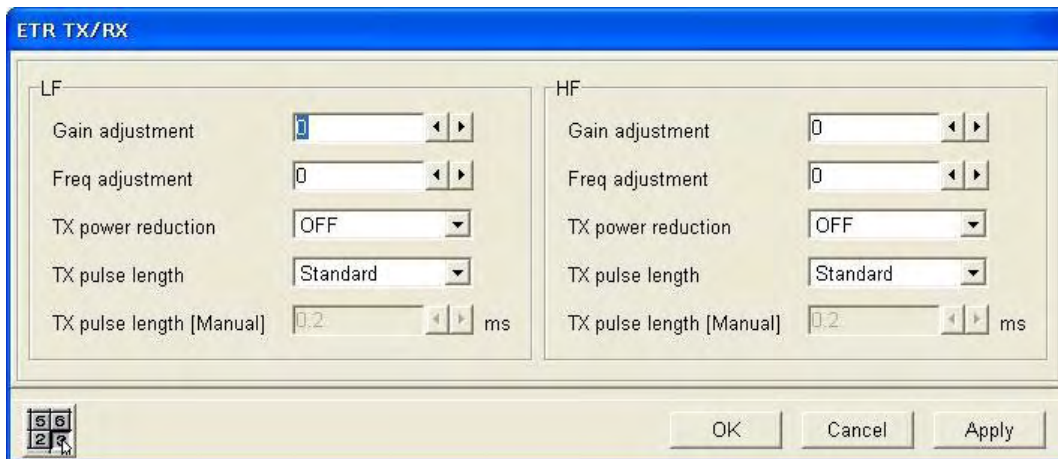 ETR TX/RX
LF
Gain adjustment 0
Freq adjustment 0
TX power reduction OFF
TX pulse length Standard
TX pulse length [Manual] 0.2 ms
HF
Gain adjustment 0
Freq adjustment 0
TX power reduction OFF
TX pulse length Standard
TX pulse length [Manual] 0.2 ms
5 6
2 3
OK Cancel Apply